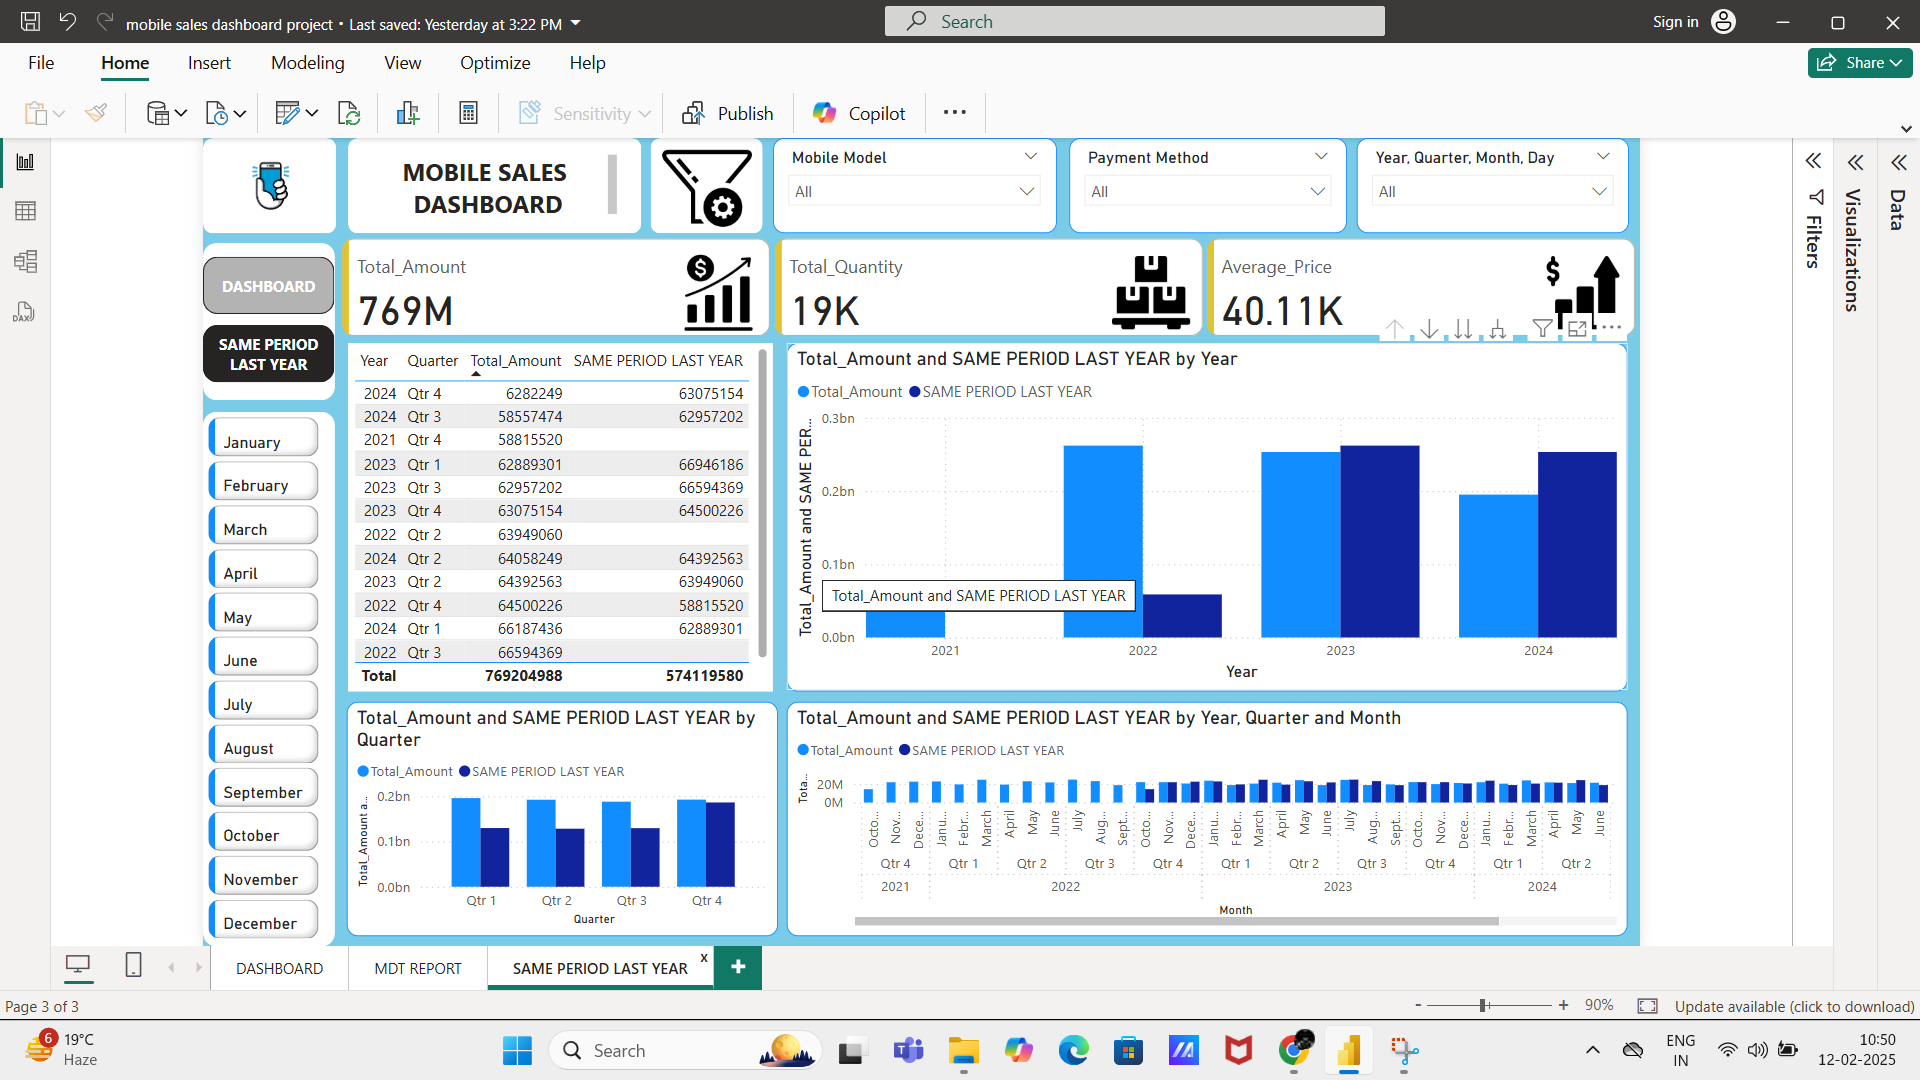 mobile sales dashboard project • Last saved: Yesterday at 3:22 PM
Search
Sign in
File Home Insert Modeling View Optimize Help
Share
Sensitivity
Publish
Copilot
MOBILE SALES
DASHBOARD
Mobile Model
All
Payment Method
All
Year, Quarter, Month, Day
All
Filters
Visualizations
Data
DAX
DASHBOARD
SAME PERIOD
LAST YEAR
Total_Amount
769M
Total_Quantity
19K
Average_Price
40.11K
January
February
March
April
May
June
July
August
September
October
November
December
Year Quarter Total_Amount SAME PERIOD LAST YEAR
2024 Qtr 4 6282249 63075154
2024 Qtr 3 58557474 62957202
2021 Qtr 4 58815520
2023 Qtr 1 62889301 66946186
2023 Qtr 3 62957202 66594369
2023 Qtr 4 63075154 64500226
2022 Qtr 2 63949060
2024 Qtr 2 64058249 64392563
2023 Qtr 2 64392563 63949060
2022 Qtr 4 64500226 58815520
2024 Qtr 1 66187436 62889301
2022 Qtr 3 66594369
Total 769204988 574119580
Total_Amount and SAME PERIOD LAST YEAR by Year
Total_Amount SAME PERIOD LAST YEAR
Total_Amount and SAME PER...
0.3bn
0.2bn
0.1bn
0.0bn
Total_Amount and SAME PERIOD LAST YEAR
2021 2022 2023 2024
Year
Total_Amount and SAME PERIOD LAST YEAR by
Quarter
Total_Amount SAME PERIOD LAST YEAR
Total_Amount a...
0.2bn
0.1bn
0.0bn
Qtr 1 Qtr 2 Qtr 3 Qtr 4
Quarter
Total_Amount and SAME PERIOD LAST YEAR by Year, Quarter and Month
Total_Amount SAME PERIOD LAST YEAR
Tota...
20M
0M
Octo... Nov... Dece... Janu... Febr... March April May June July Aug... Sept... Octo... Nov... Dece... Janu... Febr... March April May June July Aug... Sept... Octo... Nov... Dece... Janu... Febr... March April May June
Qtr 4 Qtr 1 Qtr 2 Qtr 3 Qtr 4 Qtr 1 Qtr 2 Qtr 3 Qtr 4 Qtr 1 Qtr 2
2021 2022 2023 2024
Month
DASHBOARD MDT REPORT SAME PERIOD LAST YEAR x +
Page 3 of 3
- + 90%
Update available (click to download)
6
19°C
Haze
Search
ENG
IN
10:50
12-02-2025